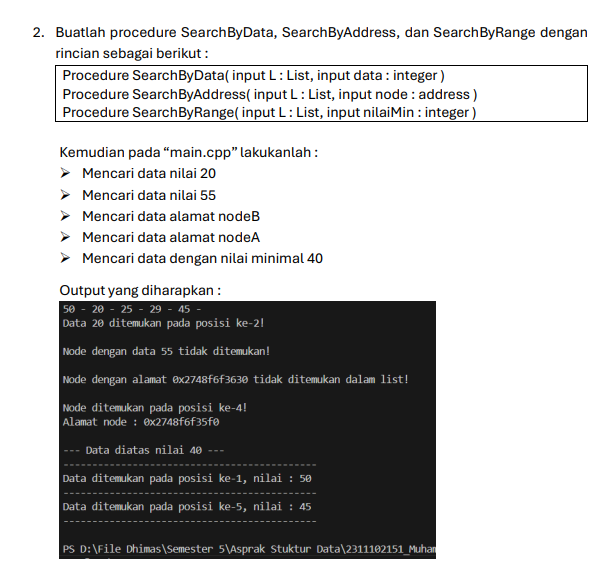 2. Buatlah procedure SearchByData, SearchByAddress, dan SearchByRange dengan
rincian sebagai berikut :
Procedure SearchByData( input L : List, input data : integer )
Procedure SearchByAddress( input L : List, input node : address )
Procedure SearchByRange( input L : List, input nilaiMin : integer )
Kemudian pada “main.cpp” lakukanlah :
➢ Mencari data nilai 20
➢ Mencari data nilai 55
➢ Mencari data alamat nodeB
➢ Mencari data alamat nodeA
➢ Mencari data dengan nilai minimal 40
Output yang diharapkan :
50 - 20 - 25 - 29 - 45 -
Data 20 ditemukan pada posisi ke-2!
Node dengan data 55 tidak ditemukan!
Node dengan alamat 0x2748f6f3630 tidak ditemukan dalam list!
Node ditemukan pada posisi ke-4!
Alamat node : 0x2748f6f35f0
--- Data diatas nilai 40 ---
-------------------------------------------
Data ditemukan pada posisi ke-1, nilai : 50
-------------------------------------------
Data ditemukan pada posisi ke-5, nilai : 45
-------------------------------------------
PS D:\File Dhimas\Semester 5\Asprak Stuktur Data\2311102151_Muham